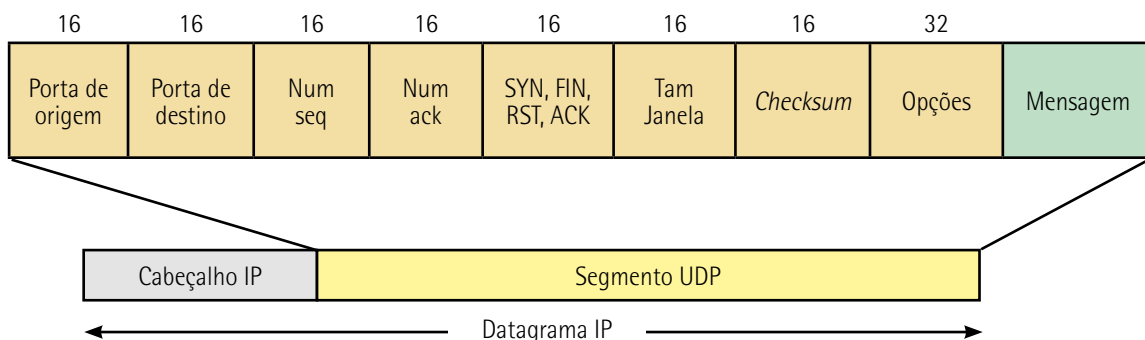 16 16 16 16 16 16 16 32
Porta de origem
Porta de destino
Num seq
Num ack
SYN, FIN, RST, ACK
Tam Janela
Checksum
Opções
Mensagem
Cabeçalho IP
Segmento UDP
Datagrama IP